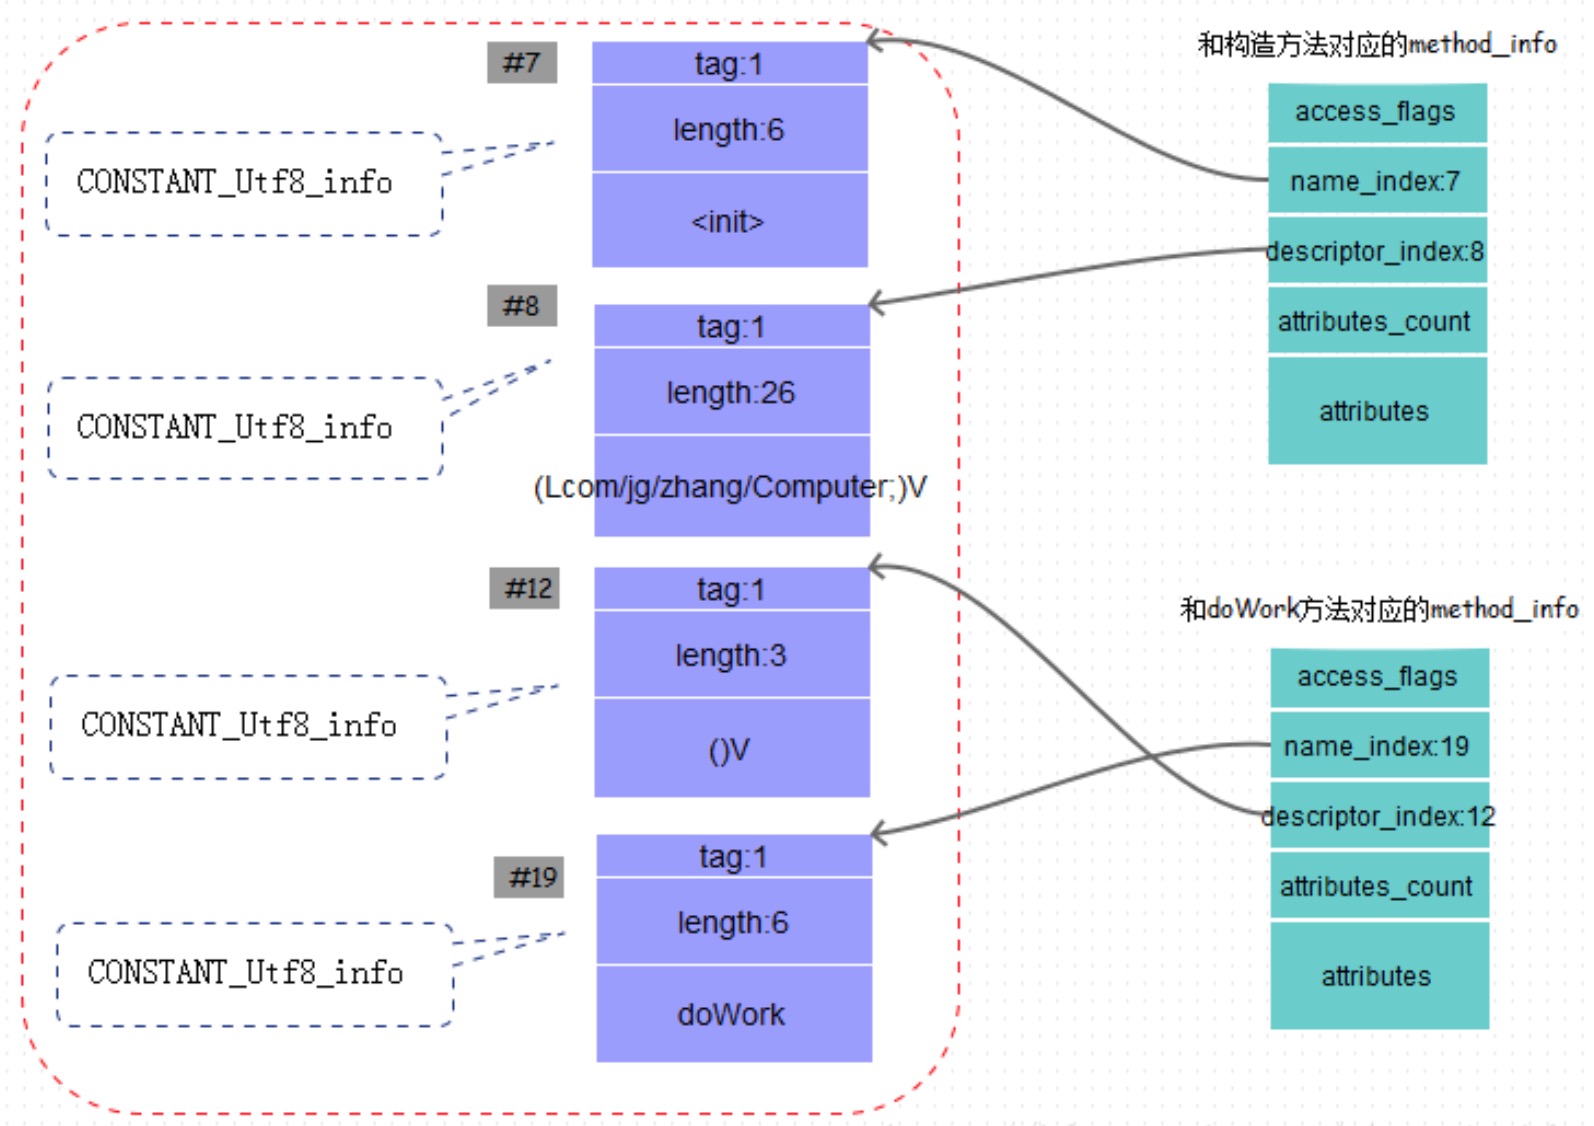 #7
tag:1
length:6
<init>
CONSTANT_Utf8_info
#8
tag:1
length:26
(Lcom/jg/zhang/Computer;)V
CONSTANT_Utf8_info
#12
tag:1
length:3
()V
CONSTANT_Utf8_info
#19
tag:1
length:6
doWork
CONSTANT_Utf8_info
和构造方法对应的method_info
access_flags
name_index:7
descriptor_index:8
attributes_count
attributes
和doWork方法对应的method_info
access_flags
name_index:19
descriptor_index:12
attributes_count
attributes